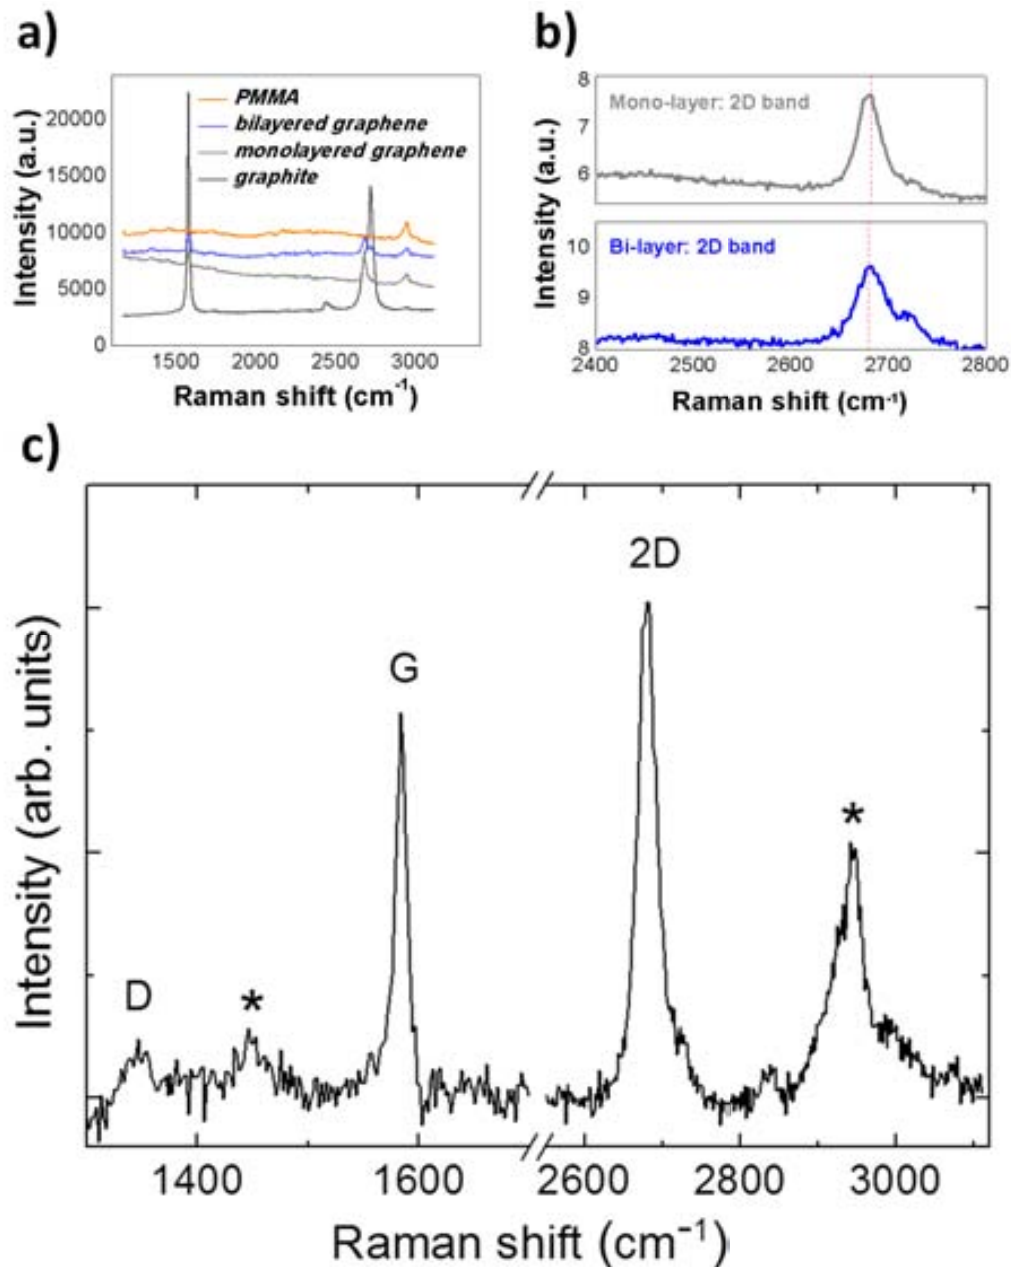 a)
Intensity (a.u.)
20000
15000
10000
5000
0
PMMA
bilayered graphene
monolayered graphene
graphite
1500 2000 2500 3000
Raman shift (cm⁻¹)
b)
Intensity (a.u.)
8
7
6
Mono-layer: 2D band
10
9
8
Bi-layer: 2D band
2400 2500 2600 2700 2800
Raman shift (cm⁻¹)
c)
Intensity (arb. units)
D
*
G
2D
*
1400 1600 2600 2800 3000
Raman shift (cm⁻¹)